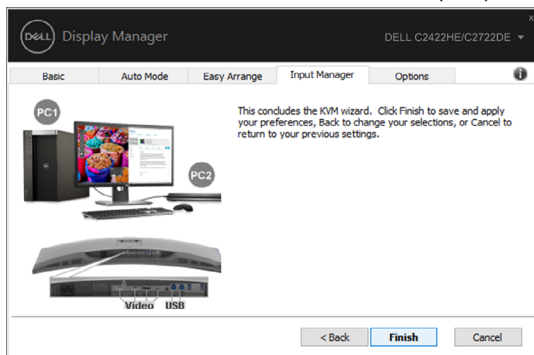 DELL Display Manager
DELL C2422HE/C2722DE
x
Basic
Auto Mode
Easy Arrange
Input Manager
Options
PC1
This concludes the KVM wizard. Click Finish to save and apply
your preferences, Back to change your selections, or Cancel to
return to your previous settings.
PC2
Video USB
< Back
Finish
Cancel